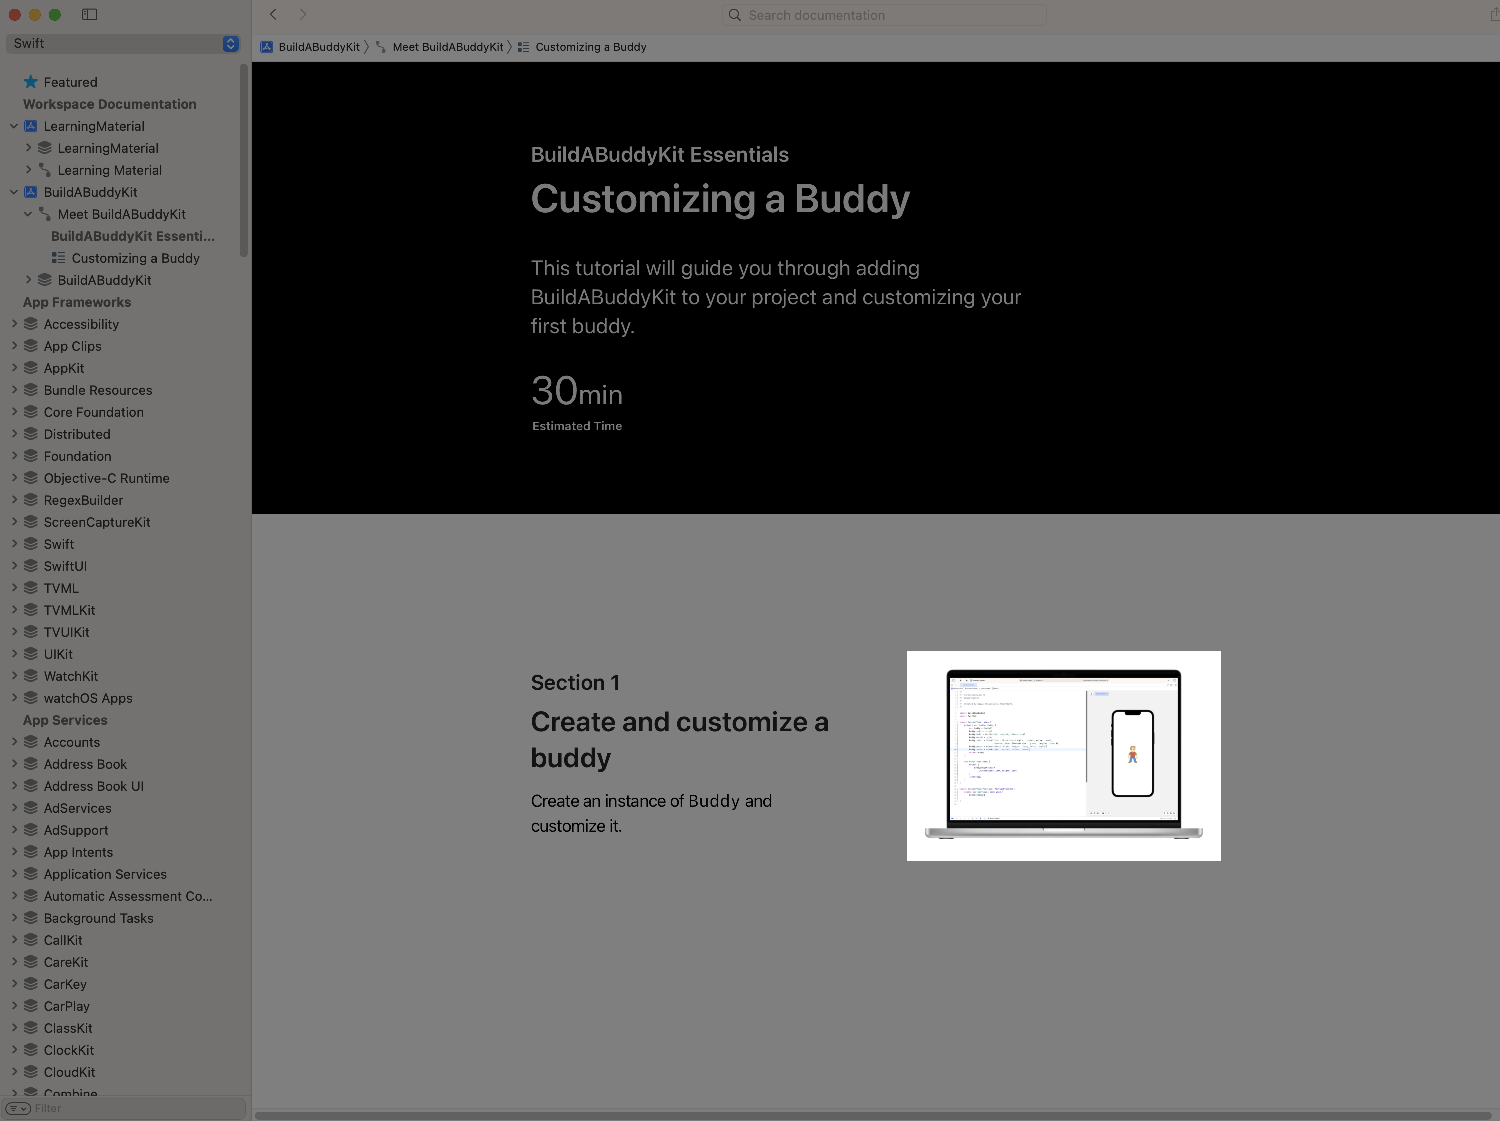 Search documentation
Swift
BuildABuddyKit
Meet BuildABuddyKit
Customizing a Buddy
Featured
Workspace Documentation
LearningMaterial
LearningMaterial
Learning Material
BuildABuddyKit
Meet BuildABuddyKit
BuildABuddyKit Essenti...
Customizing a Buddy
BuildABuddyKit
App Frameworks
Accessibility
App Clips
AppKit
Bundle Resources
Core Foundation
Distributed
Foundation
Objective-C Runtime
RegexBuilder
ScreenCaptureKit
Swift
SwiftUI
TVML
TVMLKit
TVUIKit
UIKit
WatchKit
watchOS Apps
App Services
Accounts
Address Book
Address Book UI
AdServices
AdSupport
App Intents
Application Services
Automatic Assessment Co...
Background Tasks
CallKit
CareKit
CarKey
CarPlay
ClassKit
ClockKit
CloudKit
Combine
Filter
BuildABuddyKit Essentials
Customizing a Buddy
This tutorial will guide you through adding
BuildABuddyKit to your project and customizing your
first buddy.
30min
Estimated Time
Section 1
Create and customize a
buddy
Create an instance of Buddy and
customize it.